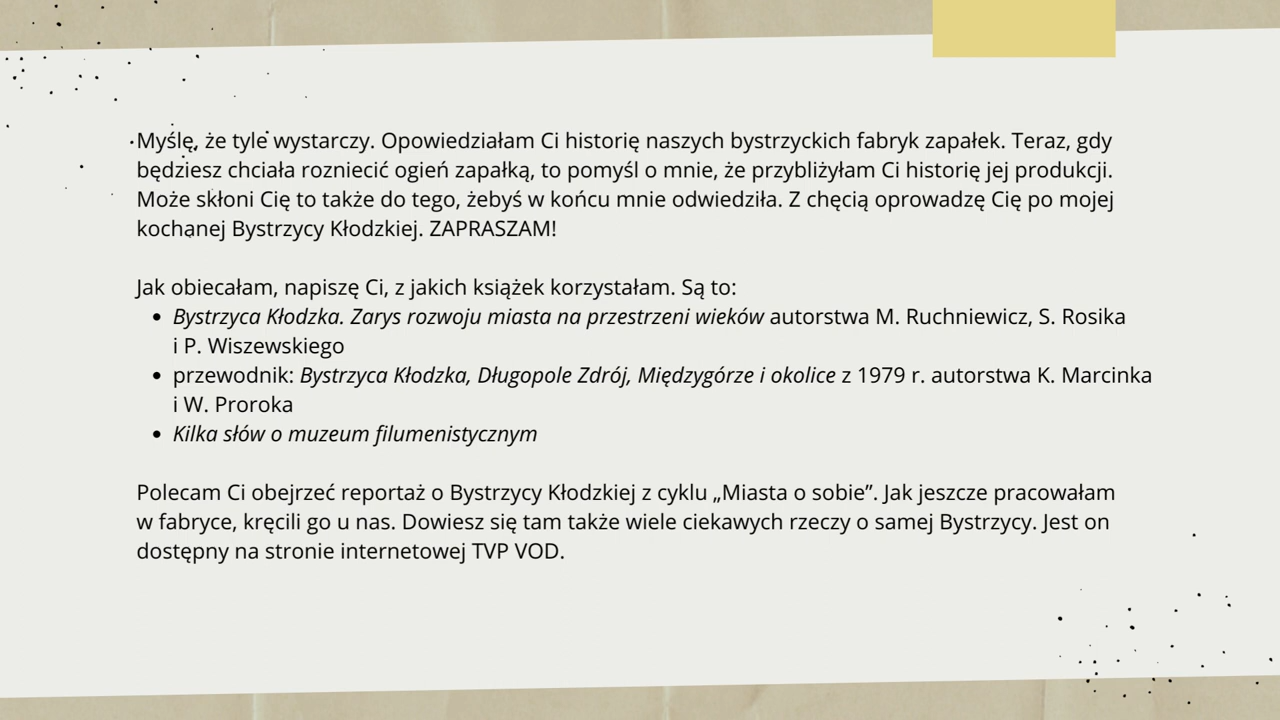 Myślę, że tyle wystarczy. Opowiedziałam Ci historię naszych bystrzyckich fabryk zapałek. Teraz, gdy
będziesz chciała rozniecić ogień zapałką, to pomyśl o mnie, że przybliżyłam Ci historię jej produkcji.
Może skłoni Cię to także do tego, żebyś w końcu mnie odwiedziła. Z chęcią oprowadzę Cię po mojej
kochanej Bystrzycy Kłodzkiej. ZAPRASZAM!
Jak obiecałam, napiszę Ci, z jakich książek korzystałam. Są to:
• Bystrzyca Kłodzka. Zarys rozwoju miasta na przestrzeni wieków autorstwa M. Ruchniewicz, S. Rosika
i P. Wiszewskiego
• przewodnik: Bystrzyca Kłodzka, Długopole Zdrój, Międzygórze i okolice z 1979 r. autorstwa K. Marcinka
i W. Proroka
• Kilka słów o muzeum filumenistycznym
Polecam Ci obejrzeć reportaż o Bystrzycy Kłodzkiej z cyklu „Miasta o sobie”. Jak jeszcze pracowałam
w fabryce, kręcili go u nas. Dowiesz się tam także wiele ciekawych rzeczy o samej Bystrzycy. Jest on
dostępny na stronie internetowej TVP VOD.